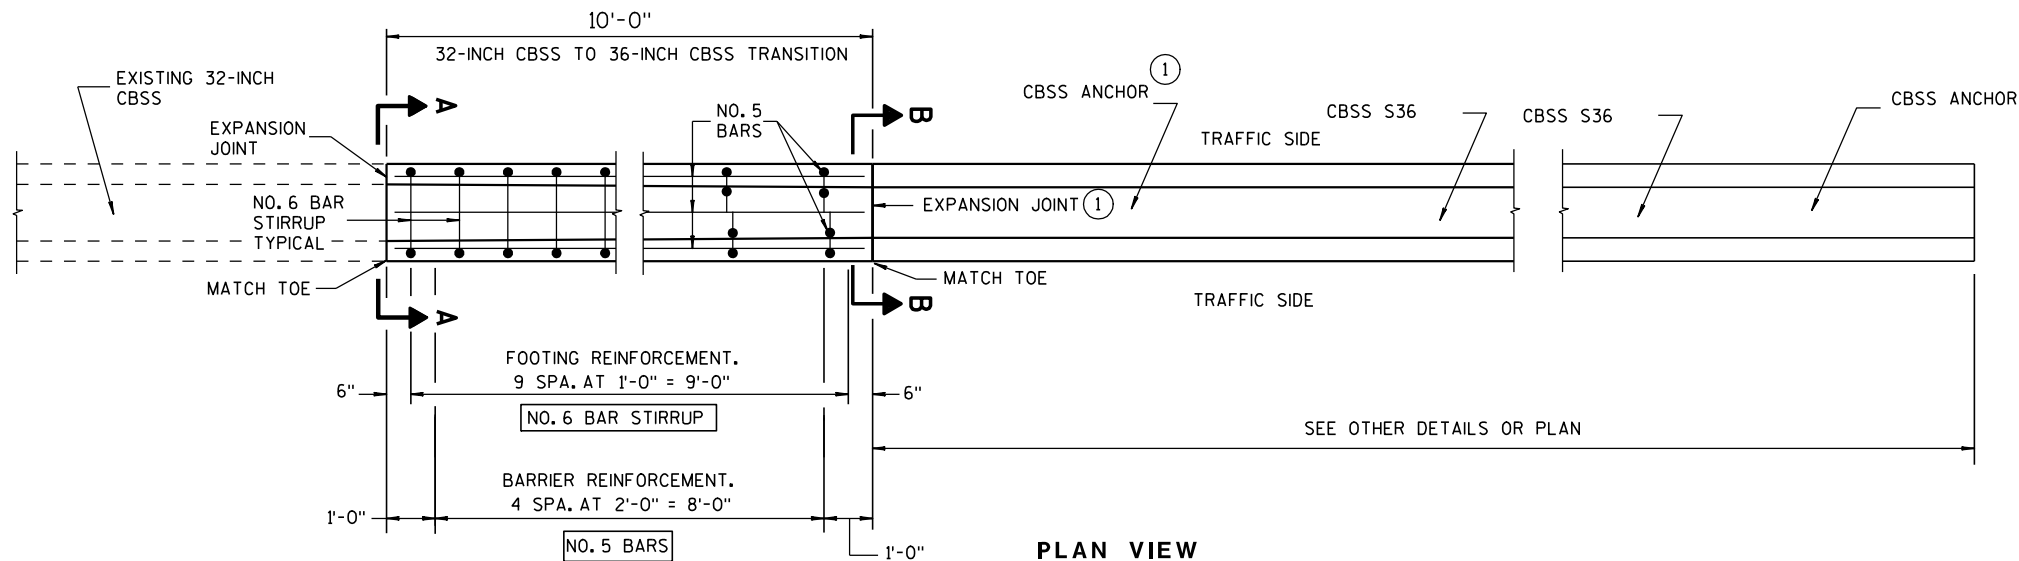 10'-0"
32-INCH CBSS TO 36-INCH CBSS TRANSITION
EXISTING 32-INCH
CBSS
A
NO. 5
BARS
B
1
CBSS ANCHOR
CBSS S36
CBSS S36
CBSS ANCHOR
EXPANSION
JOINT
TRAFFIC SIDE
NO. 6 BAR
STIRRUP
TYPICAL
EXPANSION JOINT 1
MATCH TOE
MATCH TOE
A
B
TRAFFIC SIDE
FOOTING REINFORCEMENT.
9 SPA. AT 1'-0" = 9'-0"
6"
6"
NO. 6 BAR STIRRUP
SEE OTHER DETAILS OR PLAN
BARRIER REINFORCEMENT.
4 SPA. AT 2'-0" = 8'-0"
1'-0"
NO. 5 BARS
1'-0"
PLAN VIEW